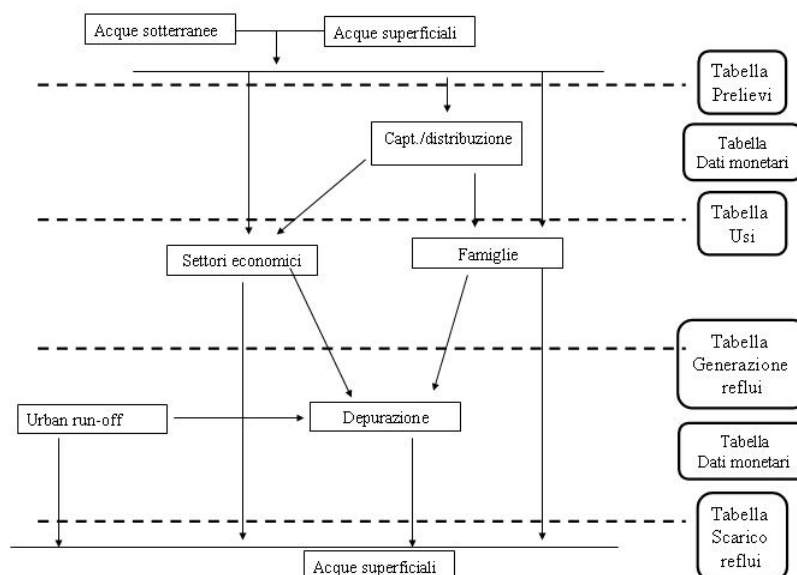 Acque sotterranee
Acque superficiali
Tabella
Prelievi
Capt./distribuzione
Tabella
Dati monetari
Tabella
Usi
Settori economici
Famiglie
Tabella
Generazione
reflui
Urban run-off
Depurazione
Tabella
Dati monetari
Tabella
Scarico
reflui
Acque superficiali